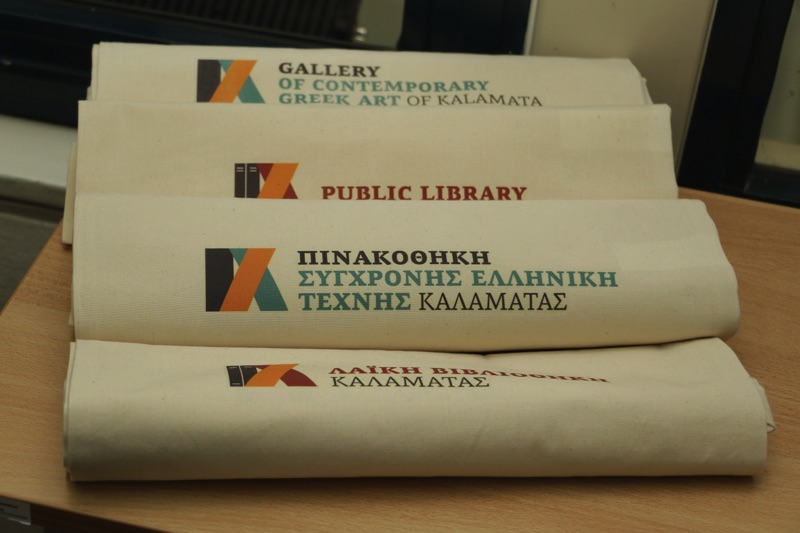 GALLERY
OF CONTEMPORARY
GREEK ART OF KALAMATA
PUBLIC LIBRARY
ΠΙΝΑΚΟΘΗΚΗ
ΣΥΓΧΡΟΝΗΣ ΕΛΛΗΝΙΚΗ
ΤΕΧΝΗΣ ΚΑΛΑΜΑΤΑΣ
ΛΑΪΚΗ ΒΙΒΛΙΟΘΗΚΗ
ΚΑΛΑΜΑΤΑΣ